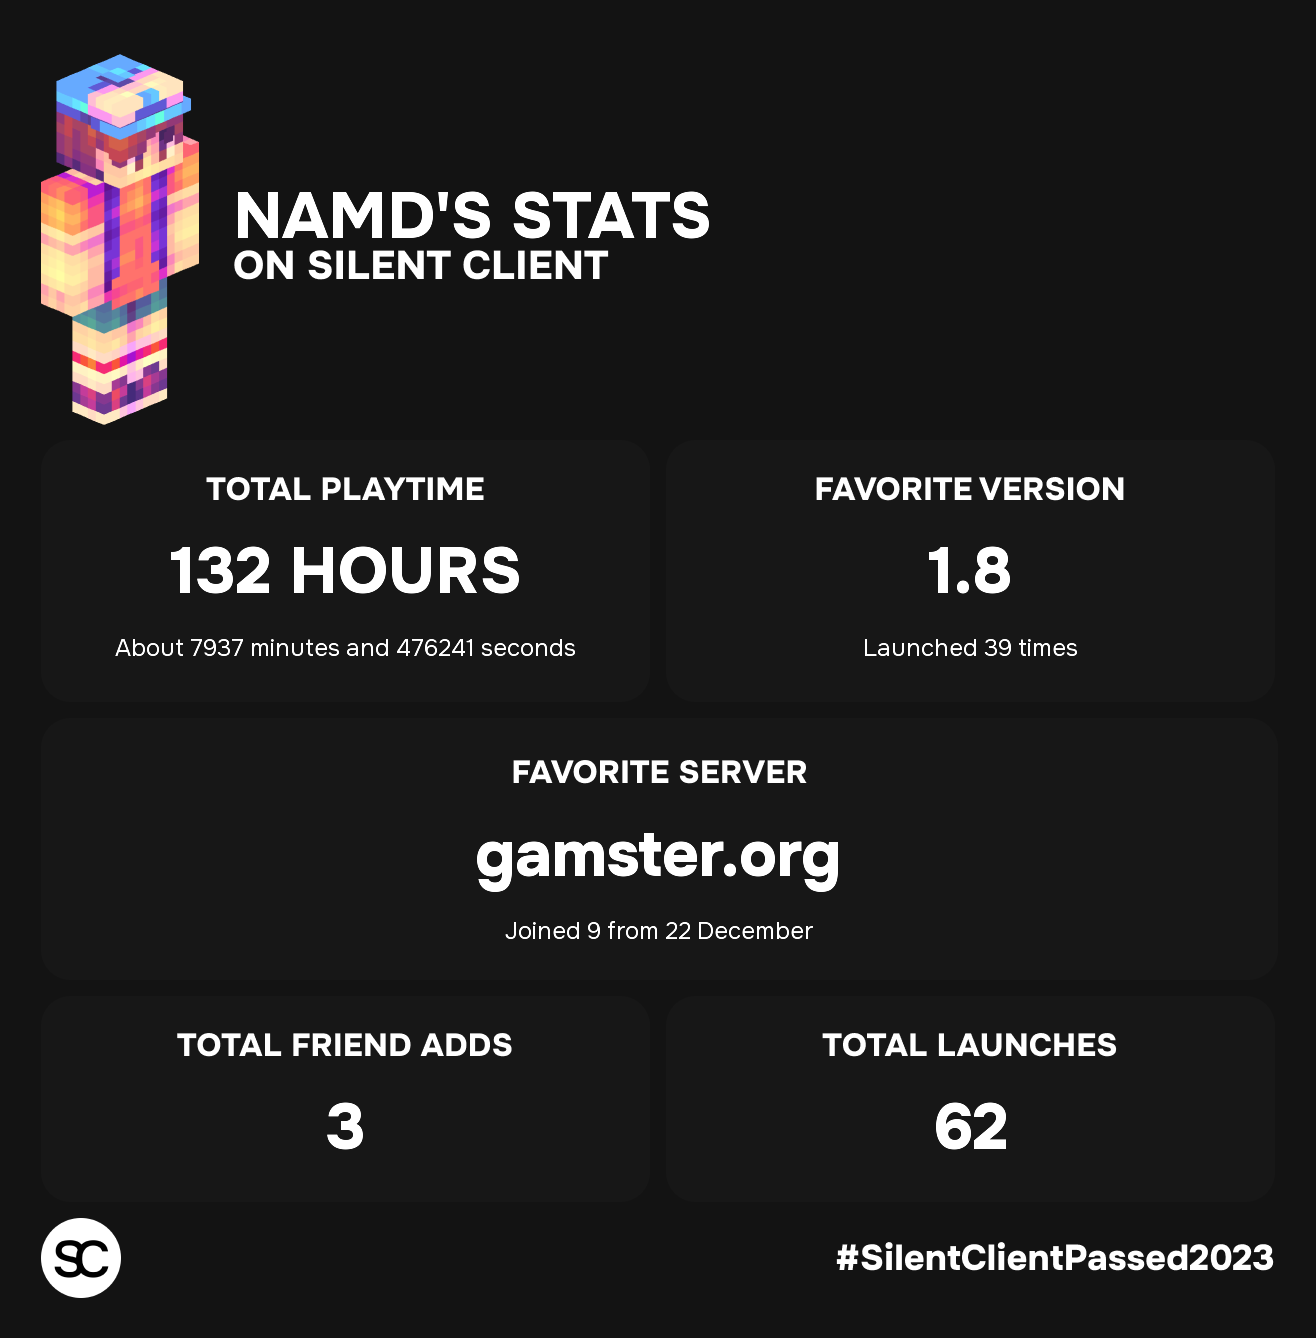 NAMD'S STATS
ON SILENT CLIENT
TOTAL PLAYTIME
132 HOURS
About 7937 minutes and 476241 seconds
FAVORITE VERSION
1.8
Launched 39 times
FAVORITE SERVER
gamster.org
Joined 9 from 22 December
TOTAL FRIEND ADDS
3
TOTAL LAUNCHES
62
SC
#SilentClientPassed2023